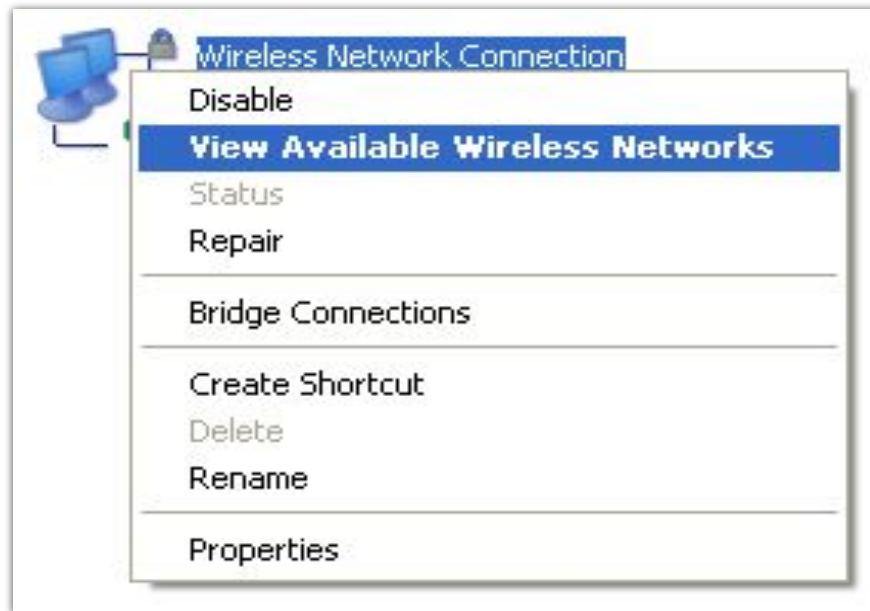 Wireless Network Connection
Disable
View Available Wireless Networks
Status
Repair
Bridge Connections
Create Shortcut
Delete
Rename
Properties